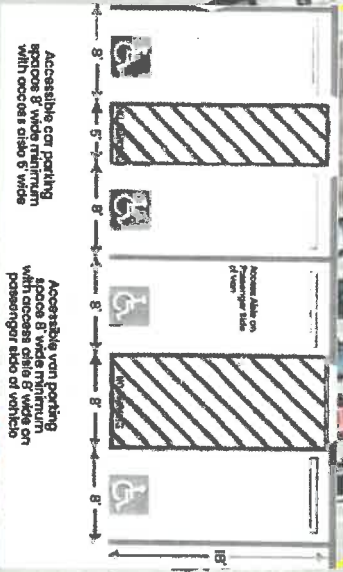 Access Aisle on
Passenger Side
of Van
18'
8'
5'
8'
8'
8'
8'
Accessible car parking
spaces 8' wide minimum
with access aisle 5' wide
Accessible van parking
space 8' wide minimum
with access aisle 8' wide on
passenger side of vehicle